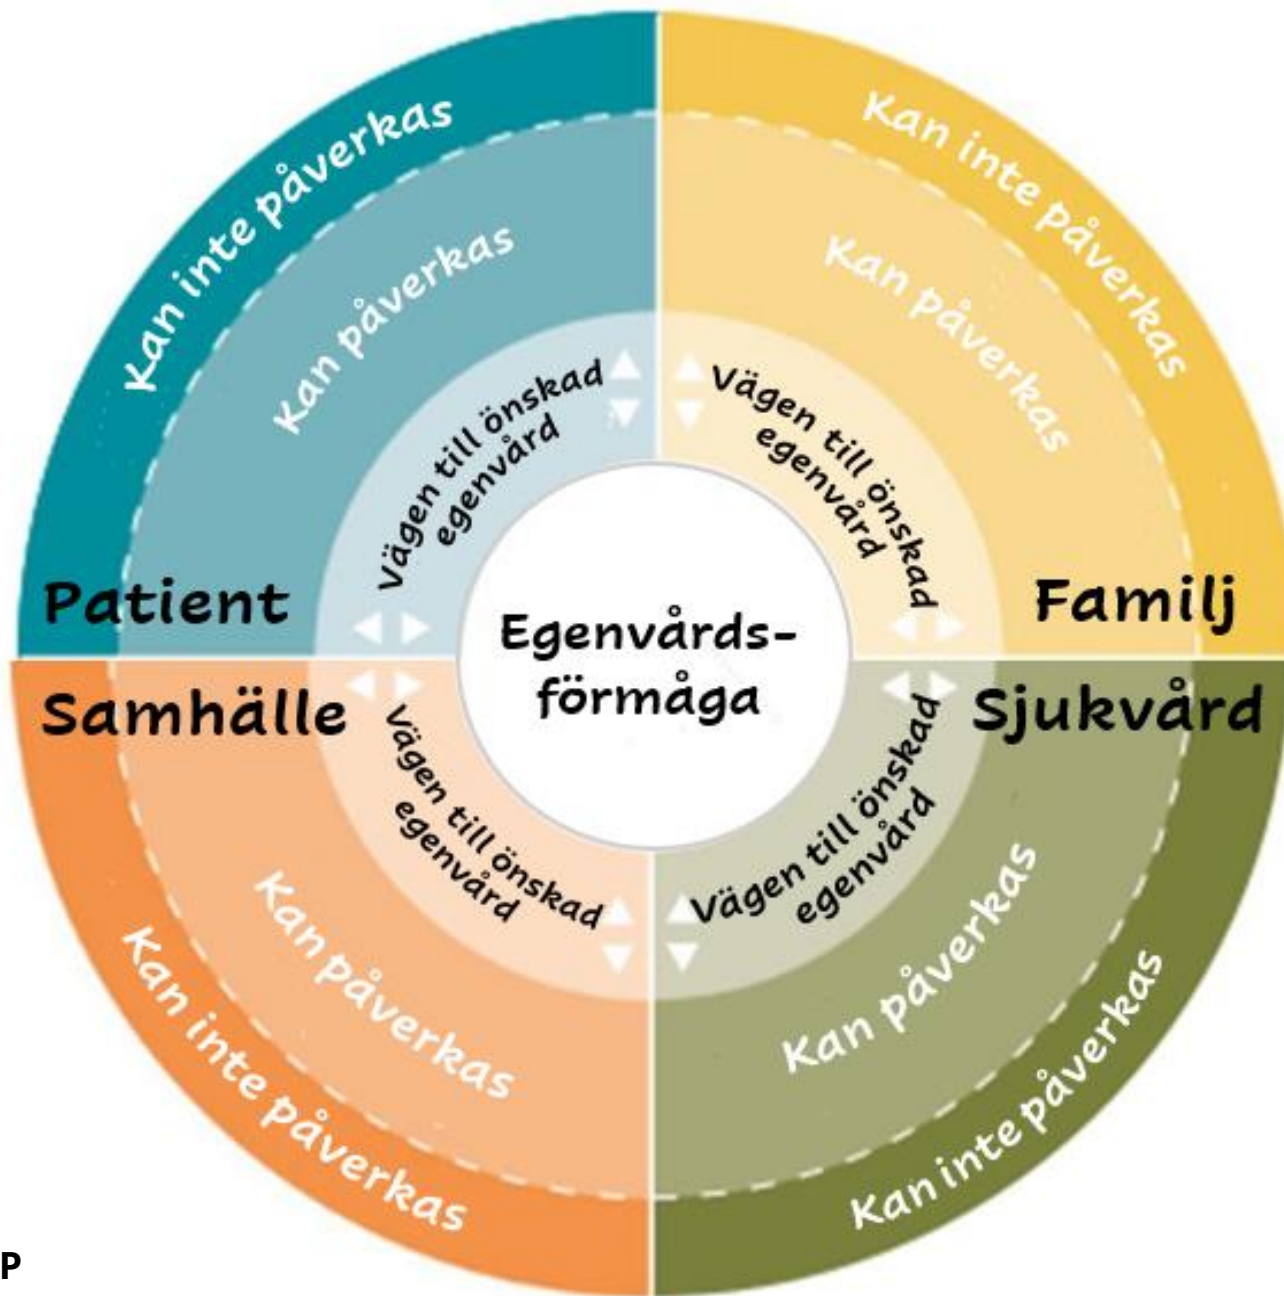 Kan inte påverkas
Kan påverkas
Vägen till önskad
egenvård
Patient
Kan inte påverkas
Kan påverkas
Vägen till önskad
egenvård
Familj
Egenvårds-
förmåga
Samhälle
Vägen till önskad
egenvård
Kan påverkas
Kan inte påverkas
Sjukvård
Vägen till önskad
egenvård
Kan påverkas
Kan inte påverkas
P